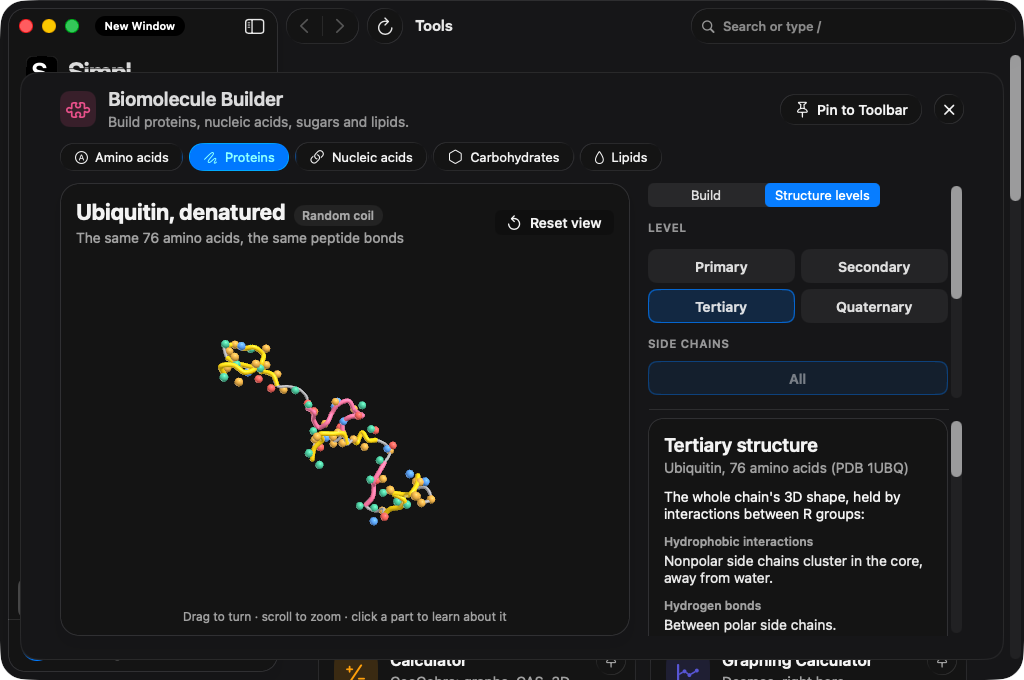 New Window
Tools
Search or type /
Simpl
Biomolecule Builder
Build proteins, nucleic acids, sugars and lipids.
Pin to Toolbar
Amino acids
Proteins
Nucleic acids
Carbohydrates
Lipids
Ubiquitin, denatured
Random coil
The same 76 amino acids, the same peptide bonds
Reset view
Drag to turn · scroll to zoom · click a part to learn about it
Build
Structure levels
LEVEL
Primary
Secondary
Tertiary
Quaternary
SIDE CHAINS
All
Tertiary structure
Ubiquitin, 76 amino acids (PDB 1UBQ)
The whole chain's 3D shape, held by
interactions between R groups:
Hydrophobic interactions
Nonpolar side chains cluster in the core,
away from water.
Hydrogen bonds
Between polar side chains.
Calculator
Graphing Calculator